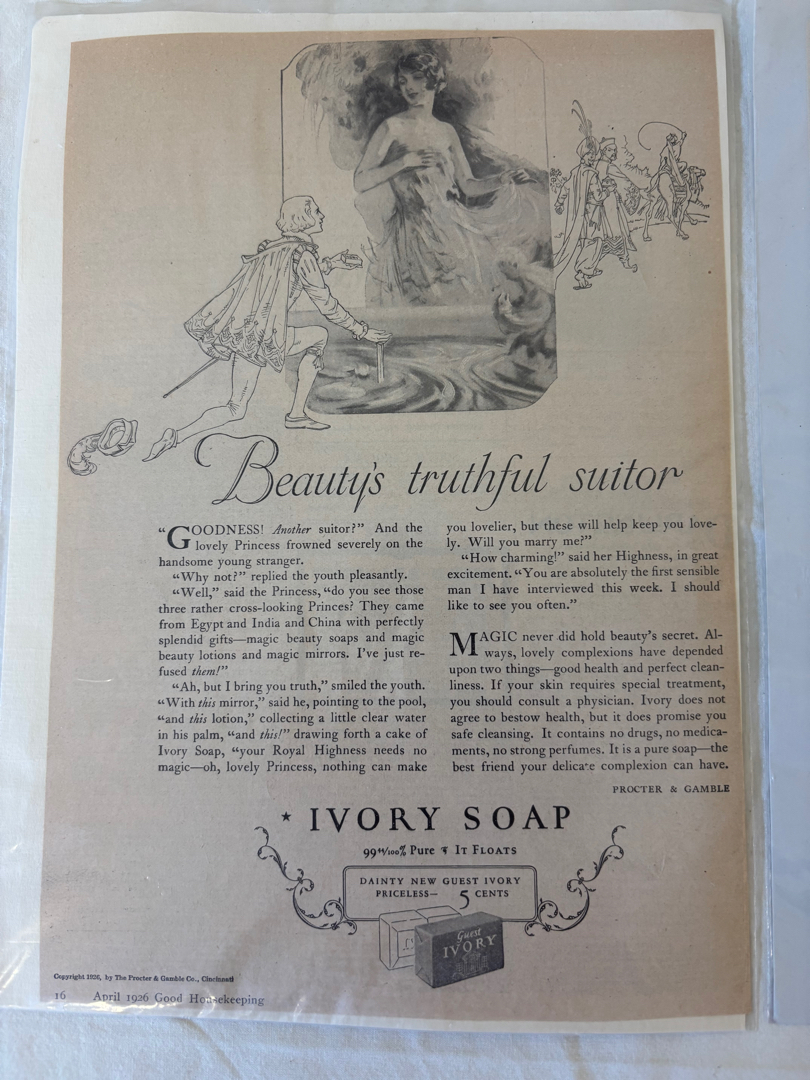 Beauty's truthful suitor
“GOODNESS! Another suitor?” And the
lovely Princess frowned severely on the
handsome young stranger.
“Why not?” replied the youth pleasantly.
“Well,” said the Princess, “do you see those
three rather cross-looking Princes? They came
from Egypt and India and China with perfectly
splendid gifts—magic beauty soaps and magic
beauty lotions and magic mirrors. I've just re-
fused them!”
“Ah, but I bring you truth,” smiled the youth.
“With this mirror,” said he, pointing to the pool,
“and this lotion,” collecting a little clear water
in his palm, “and this!” drawing forth a cake of
Ivory Soap, “your Royal Highness needs no
magic—oh, lovely Princess, nothing can make
you lovelier, but these will help keep you love-
ly. Will you marry me?”
“How charming!” said her Highness, in great
excitement. “You are absolutely the first sensible
man I have interviewed this week. I should
like to see you often.”
MAGIC never did hold beauty's secret. Al-
ways, lovely complexions have depended
upon two things—good health and perfect clean-
liness. If your skin requires special treatment,
you should consult a physician. Ivory does not
agree to bestow health, but it does promise you
safe cleansing. It contains no drugs, no medica-
ments, no strong perfumes. It is a pure soap—the
best friend your delicate complexion can have.
PROCTER & GAMBLE
★ IVORY SOAP
99 44/100% Pure IT FLOATS
DAINTY NEW GUEST IVORY
PRICELESS— 5 CENTS
Guest
IVORY
Copyright 1926, by The Procter & Gamble Co., Cincinnati
16 April 1926 Good Housekeeping